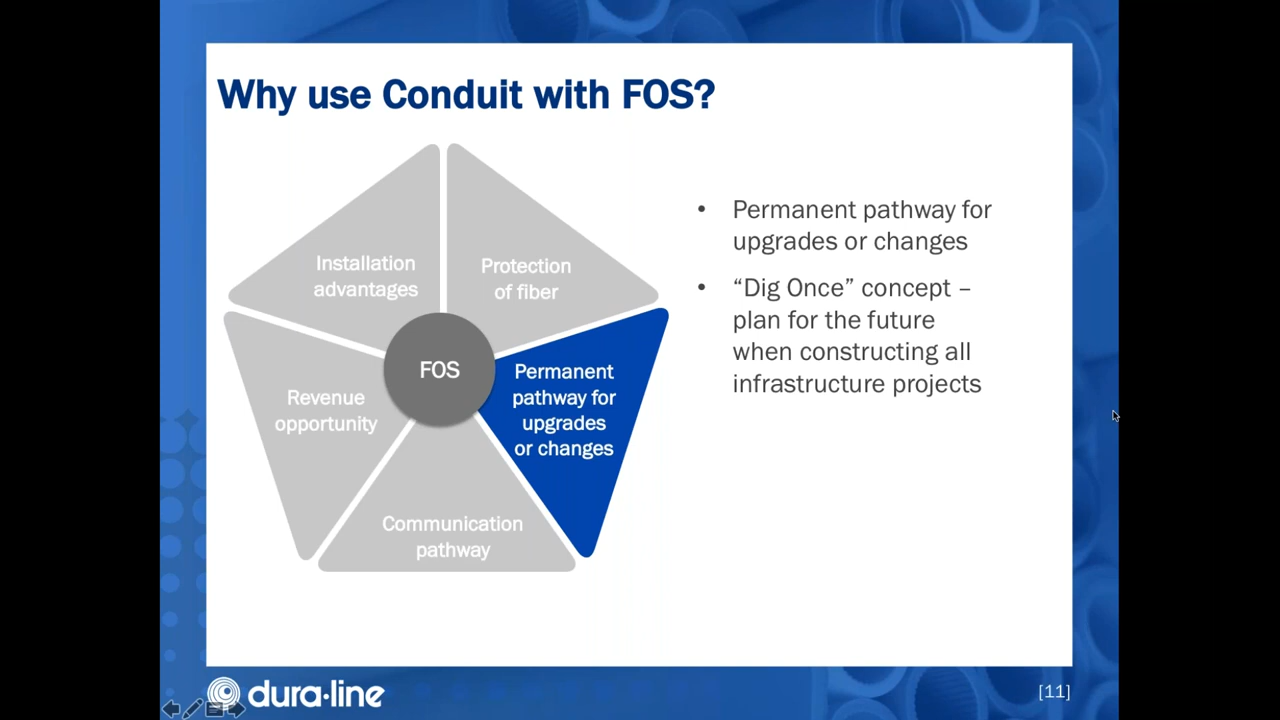 Why use Conduit with FOS?
Installation
advantages
Protection
of fiber
FOS
Permanent
pathway for
upgrades
or changes
Communication
pathway
Revenue
opportunity
• Permanent pathway for
upgrades or changes
• “Dig Once” concept –
plan for the future
when constructing all
infrastructure projects
dura·line
[11]